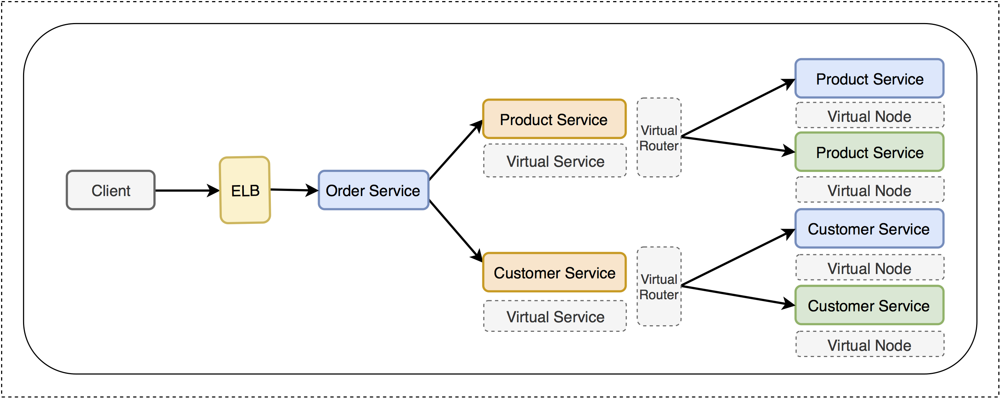 Client
ELB
Order Service
Product Service
Virtual Service
Virtual
Router
Product Service
Virtual Node
Product Service
Virtual Node
Customer Service
Virtual Service
Virtual
Router
Customer Service
Virtual Node
Customer Service
Virtual Node